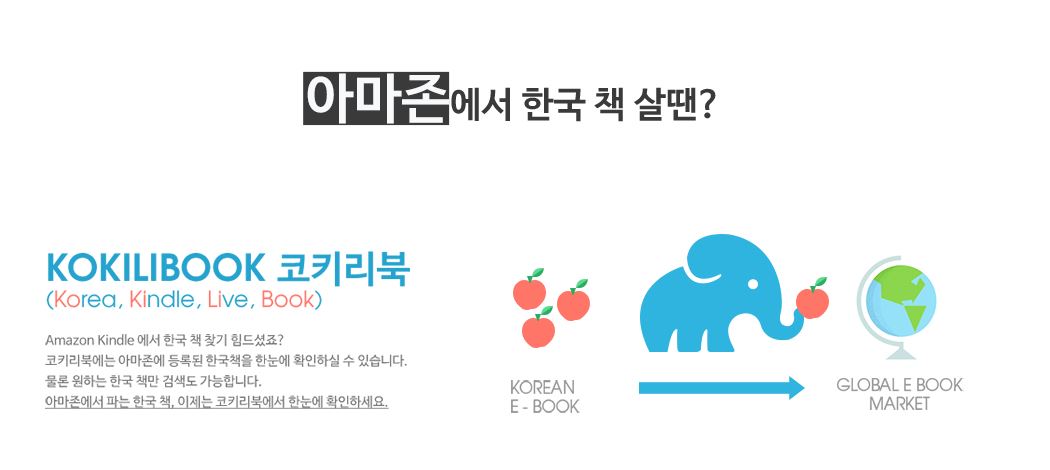 아마존에서 한국 책 살땐?
KOKILIBOOK 코키리북
(Korea, Kindle, Live, Book)
Amazon Kindle 에서 한국 책 찾기 힘드셨죠?
코키리북에는 아마존에 등록된 한국책을 한눈에 확인하실 수 있습니다.
물론 원하는 한국 책만 검색도 가능합니다.
아마존에서 파는 한국 책, 이제는 코키리북에서 한눈에 확인하세요.
KOREAN
E - BOOK
GLOBAL E BOOK
MARKET